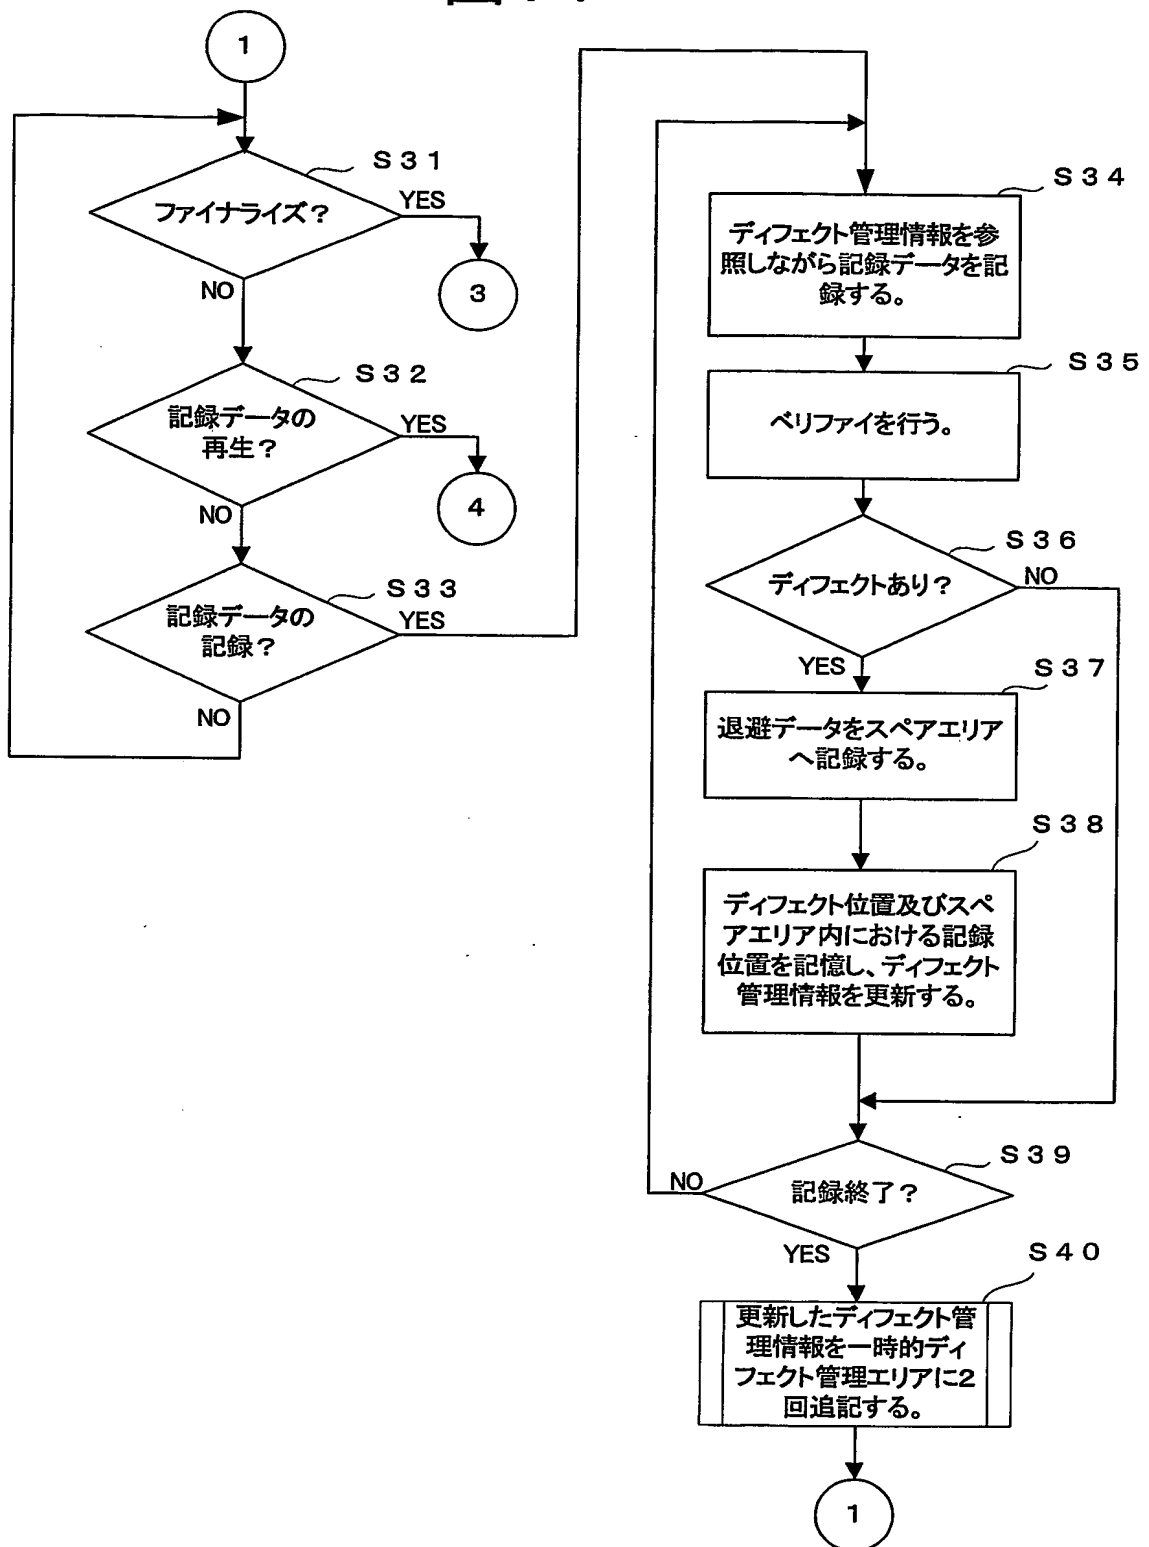 1
S31
ファイナライズ?
YES
3
NO
S32
記録データの
再生?
YES
4
NO
S33
記録データの
記録?
YES
NO
S34
ディフェクト管理情報を参
照しながら記録データを記
録する。
S35
ベリファイを行う。
S36
ディフェクトあり?
NO
YES
S37
退避データをスペアエリア
へ記録する。
S38
ディフェクト位置及びスペ
アエリア内における記録
位置を記憶し、ディフェクト
管理情報を更新する。
S39
記録終了?
NO
YES
S40
更新したディフェクト管
理情報を一時的ディ
フェクト管理エリアに2
回追記する。
1